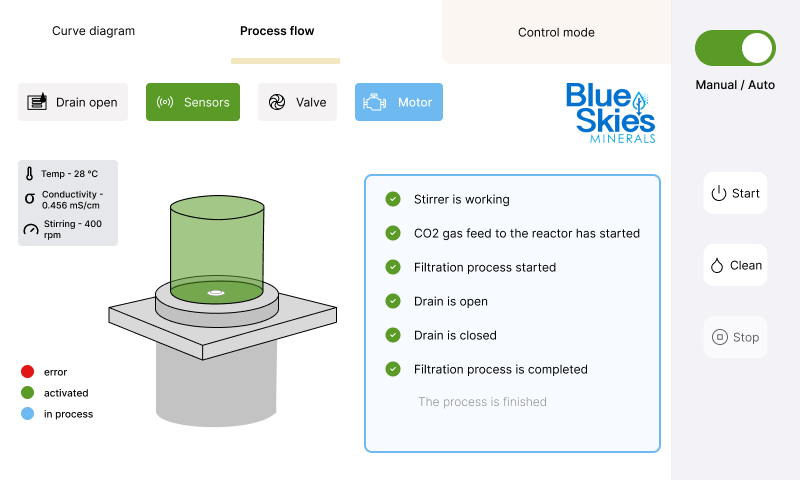 Curve diagram
Process flow
Control mode
Manual / Auto
Drain open
Sensors
Valve
Motor
Blue
Skies
MINERALS
Temp - 28 °C
σ Conductivity -
0.456 mS/cm
Stirring - 400
rpm
Stirrer is working
CO2 gas feed to the reactor has started
Filtration process started
Drain is open
Drain is closed
Filtration process is completed
The process is finished
Start
Clean
Stop
error
activated
in process